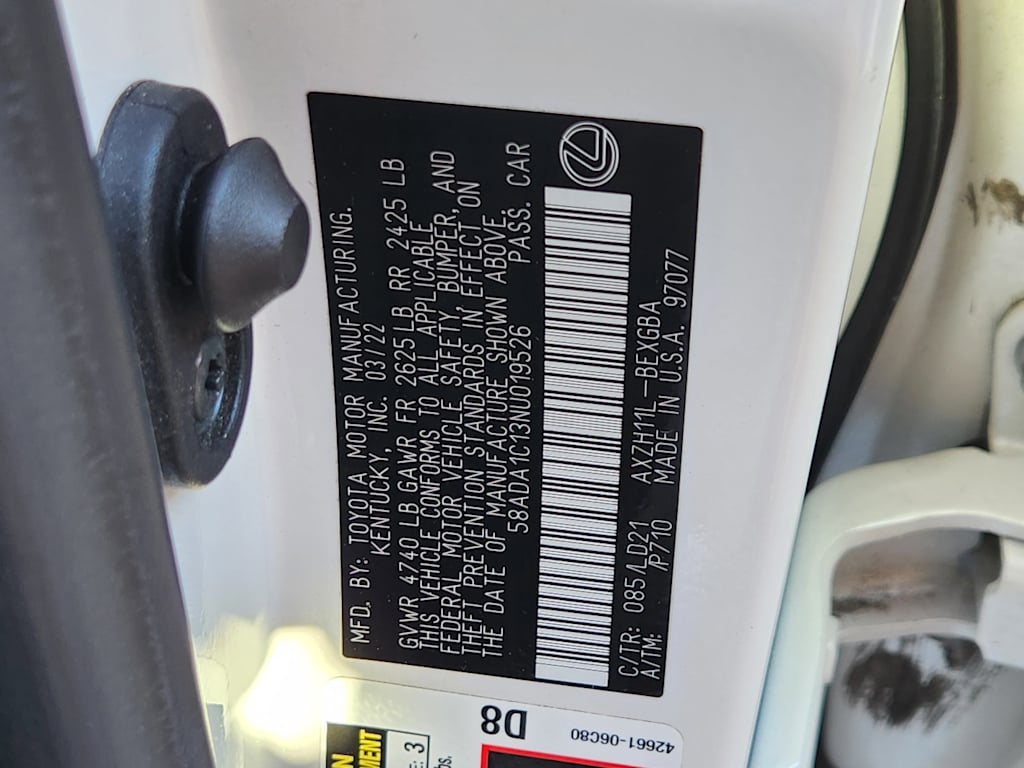 MFD. BY: TOYOTA MOTOR MANUFACTURING.
KENTUCKY, INC. 03/22
GVWR 4740 LB GAWR FR 2625 LB RR 2425 LB
THIS VEHICLE CONFORMS TO ALL APPLICABLE
FEDERAL MOTOR VEHICLE SAFETY, BUMPER, AND
THEFT PREVENTION STANDARDS IN EFFECT ON
THE DATE OF MANUFACTURE SHOWN ABOVE.
58ADA1C13NU019526 PASS. CAR
C/TR: 085/LD21 AXZH11L-BEXGBA
A/TM: /P710 MADE IN U.S.A. 97077
D8
42661-06C80
3